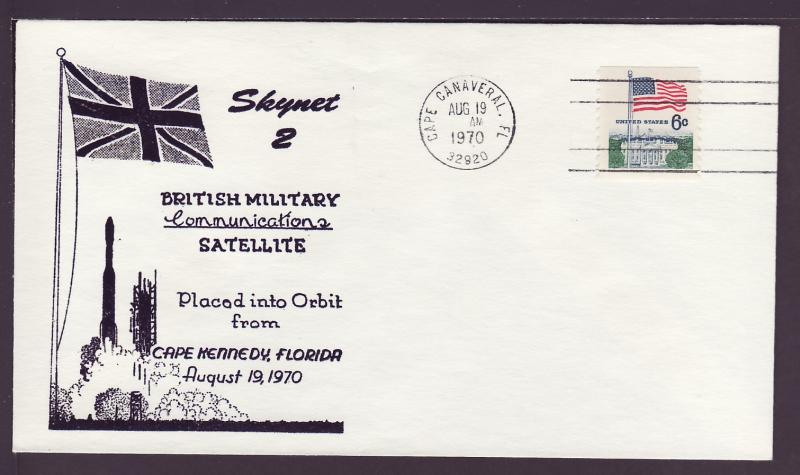 Skynet
2
BRITISH MILITARY
Communications
SATELLITE
Placed into Orbit
from
CAPE KENNEDY, FLORIDA
August 19, 1970
CAPE CANAVERAL, FL
AUG 19
AM
1970
32920
UNITED STATES 6c